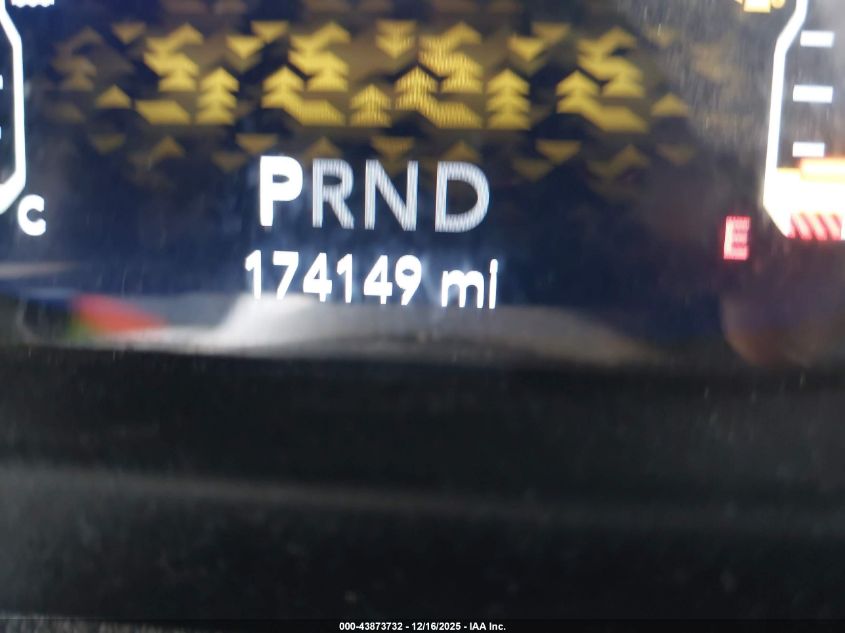 PRND
C
E
174149 mi
000-43873732 - 12/16/2025 - IAA Inc.